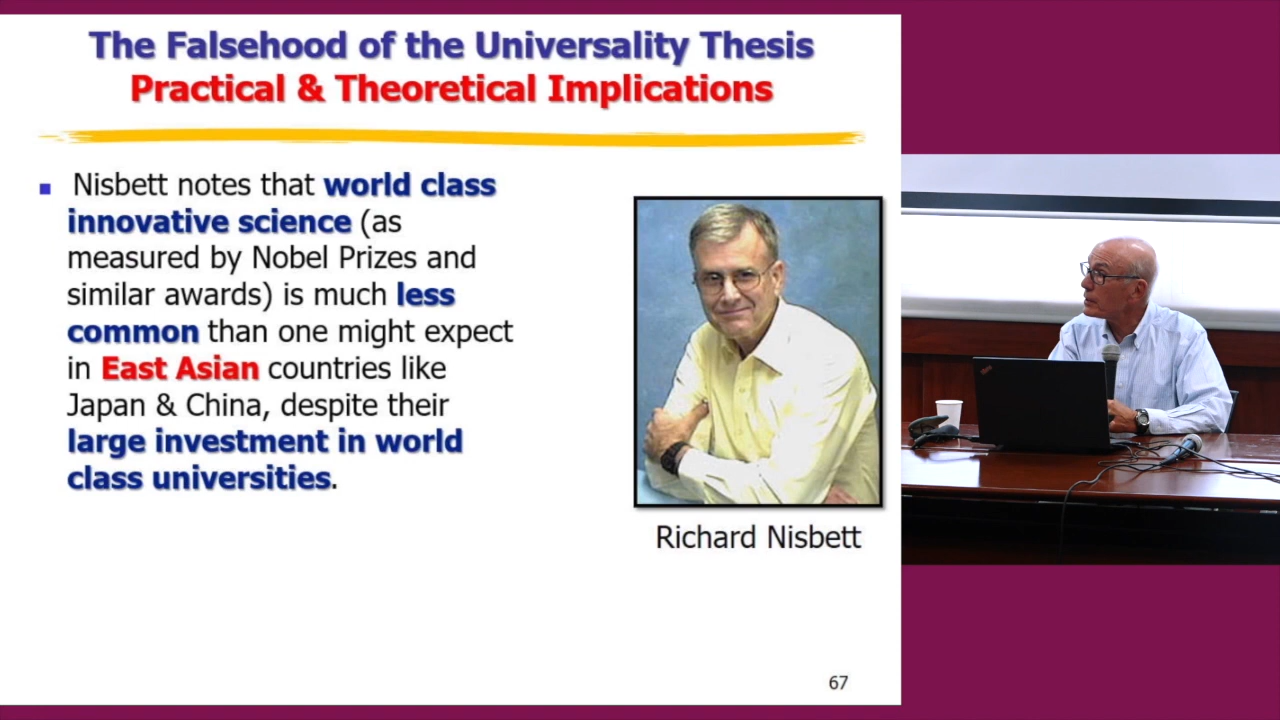 The Falsehood of the Universality Thesis
Practical & Theoretical Implications
Nisbett notes that world class
innovative science (as
measured by Nobel Prizes and
similar awards) is much less
common than one might expect
in East Asian countries like
Japan & China, despite their
large investment in world
class universities.
Richard Nisbett
67